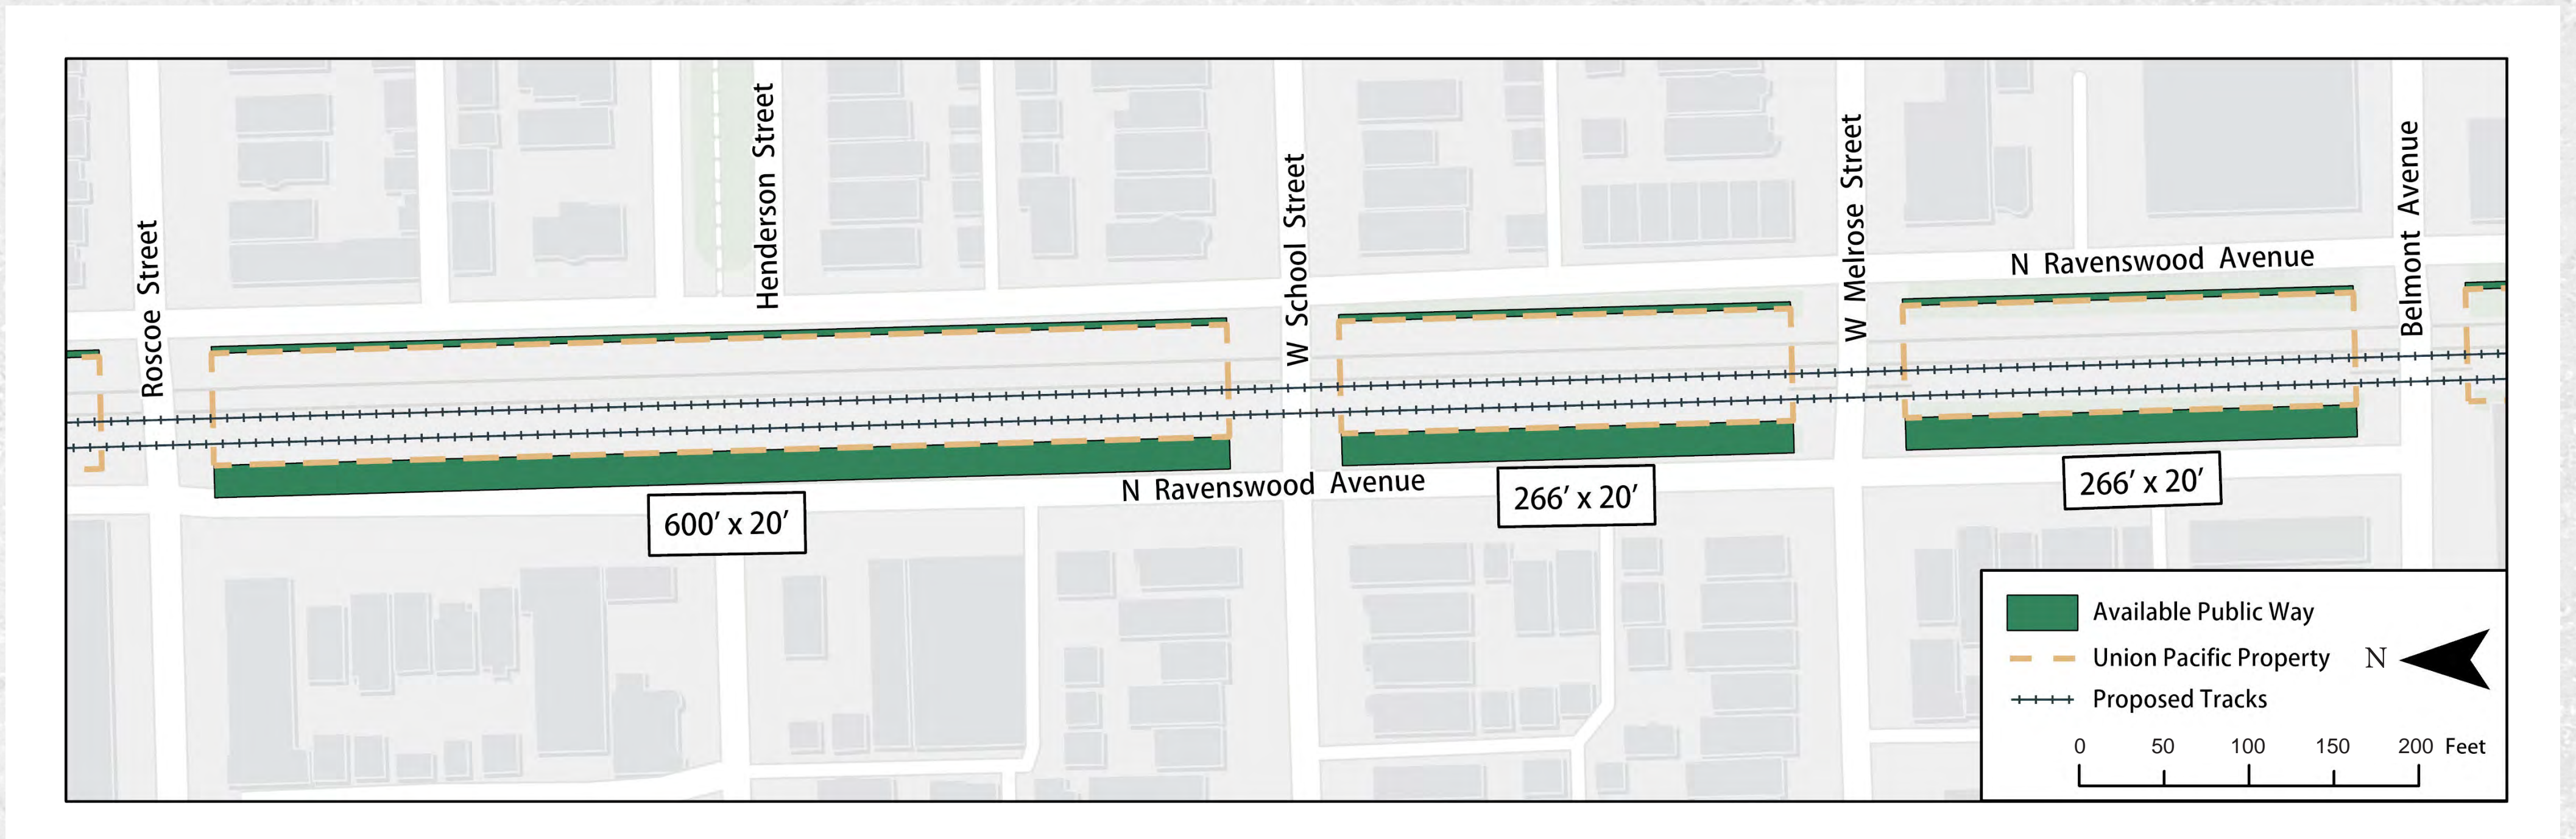 Roscoe Street
Henderson Street
W School Street
W Melrose Street
Belmont Avenue
N Ravenswood Avenue
N Ravenswood Avenue
600’ x 20’
266’ x 20’
266’ x 20’
Available Public Way
Union Pacific Property
N
Proposed Tracks
0 50 100 150 200 Feet